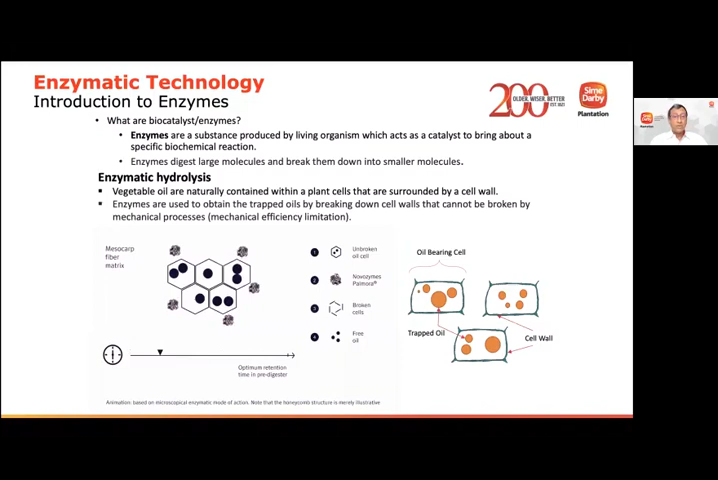 Enzymatic Technology
Introduction to Enzymes
200
OLDER. WISER. BETTER
EST. 1821
Sime
Darby
Plantation
• What are biocatalyst/enzymes?
• Enzymes are a substance produced by living organism which acts as a catalyst to bring about a
specific biochemical reaction.
• Enzymes digest large molecules and break them down into smaller molecules.
Enzymatic hydrolysis
▪ Vegetable oil are naturally contained within a plant cells that are surrounded by a cell wall.
▪ Enzymes are used to obtain the trapped oils by breaking down cell walls that cannot be broken by
mechanical processes (mechanical efficiency limitation).
Mesocarp
fiber
matrix
1 Unbroken
oil cell
2 Novozymes
Palmora®
3 Broken
cells
4 Free
oil
Optimum retention
time in pre-digester
Animation: based on microscopical enzymatic mode of action. Note that the honeycomb structure is merely illustrative
Oil Bearing Cell
Trapped Oil
Cell Wall
Plantation